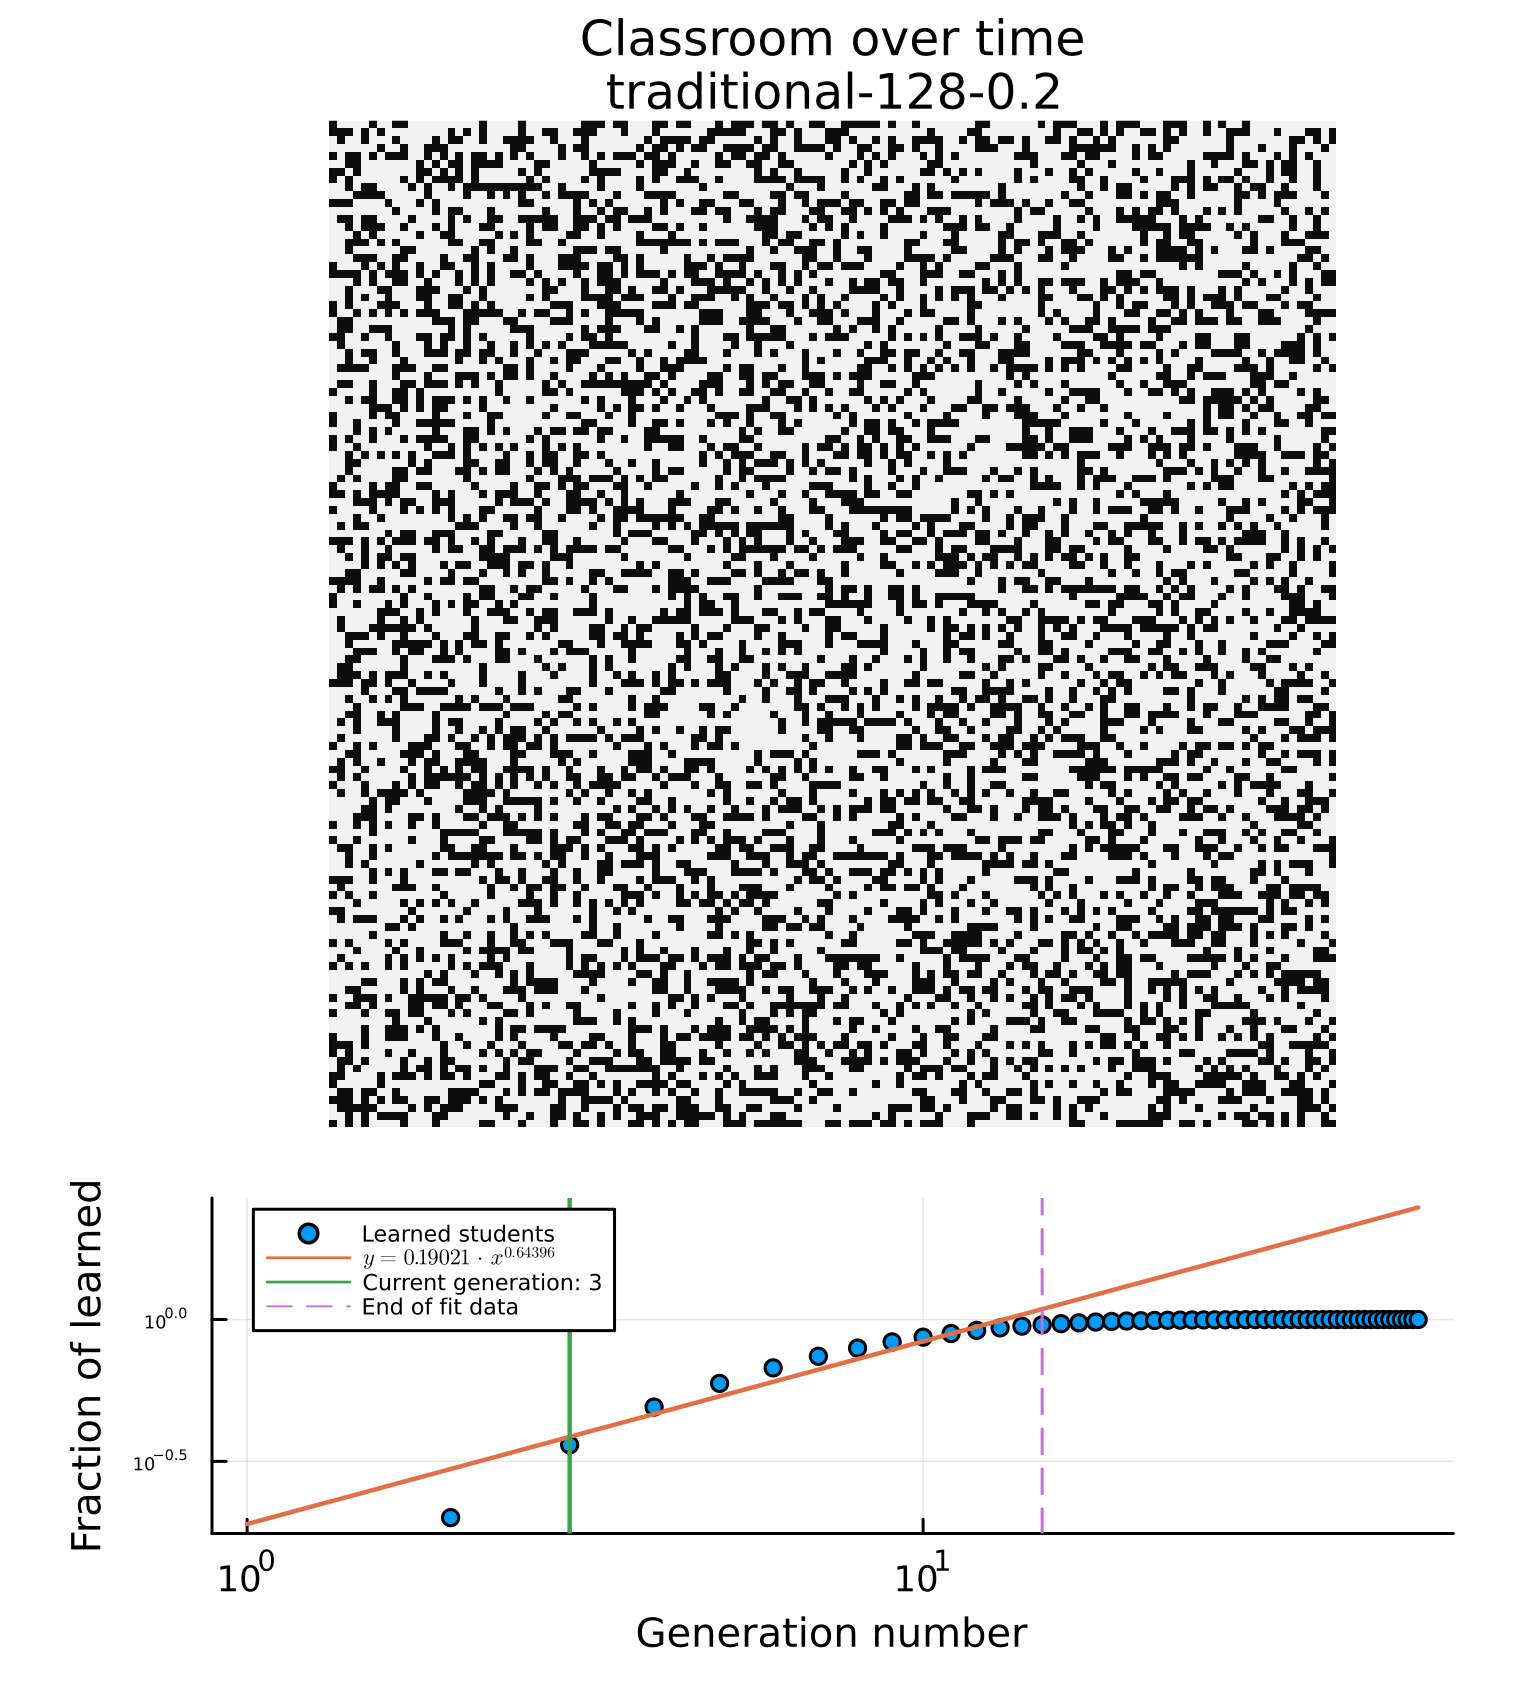 Classroom over time
traditional-128-0.2
Fraction of learned
Learned students
y = 0.19021 · x^0.64396
Current generation: 3
End of fit data
10^0.0
10^−0.5
10^0
10^1
Generation number